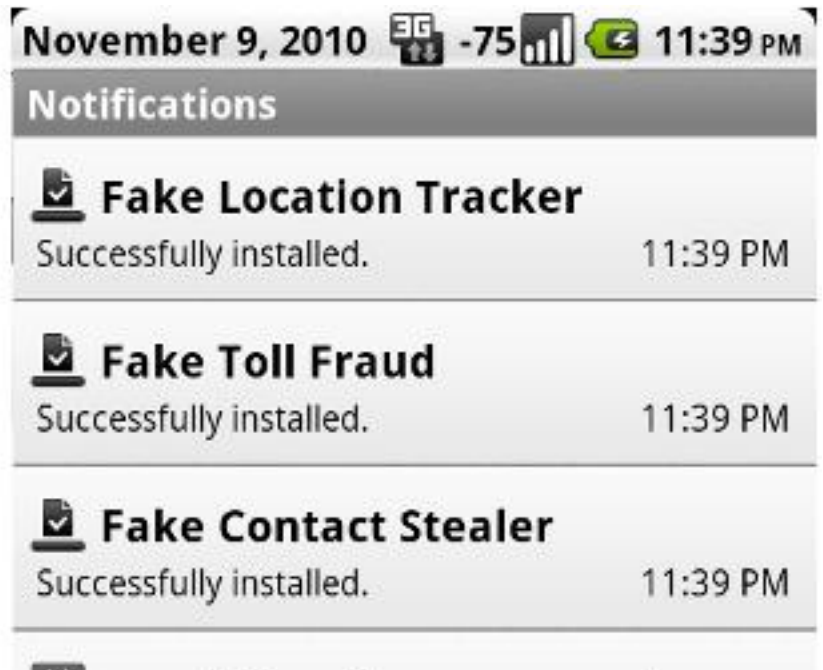 November 9, 2010 3G -75 11:39 PM
Notifications
Fake Location Tracker
Successfully installed. 11:39 PM
Fake Toll Fraud
Successfully installed. 11:39 PM
Fake Contact Stealer
Successfully installed. 11:39 PM